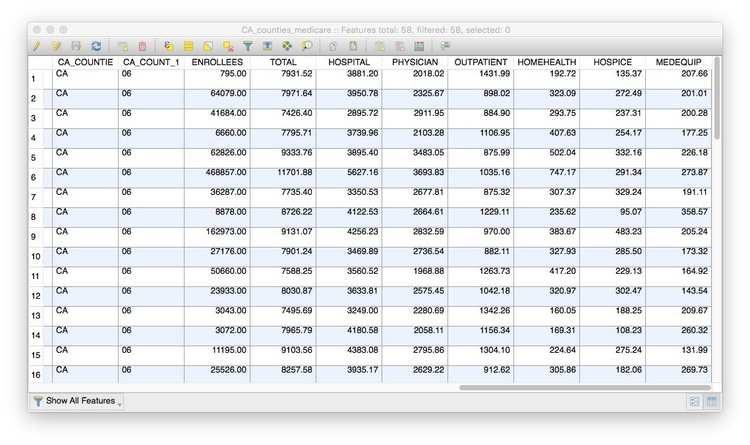 CA_counties_medicare :: Features total: 58, filtered: 58, selected: 0
CA_COUNTIE CA_COUNT_1 ENROLLEES TOTAL HOSPITAL PHYSICIAN OUTPATIENT HOMEHEALTH HOSPICE MEDEQUIP
1 CA 06 795.00 7931.52 3881.20 2018.02 1431.99 192.72 135.37 207.66
2 CA 06 64079.00 7971.64 3950.78 2325.67 898.02 323.09 272.49 201.01
3 CA 06 41684.00 7426.40 2895.72 2911.95 884.90 293.75 237.31 200.28
4 CA 06 6660.00 7795.71 3739.96 2103.28 1106.95 407.63 254.17 177.25
5 CA 06 62826.00 9333.76 3895.40 3483.05 875.99 502.04 332.16 226.18
6 CA 06 468857.00 11701.88 5627.16 3693.83 1035.16 747.17 291.34 273.87
7 CA 06 36287.00 7735.40 3350.53 2677.81 875.32 307.37 329.24 191.11
8 CA 06 8878.00 8726.22 4122.53 2664.61 1229.11 235.62 95.07 358.57
9 CA 06 162973.00 9131.07 4256.23 2832.59 970.00 383.67 483.23 205.24
10 CA 06 27176.00 7901.24 3469.89 2736.54 882.11 327.93 285.50 173.32
11 CA 06 50660.00 7588.25 3560.52 1968.88 1263.73 417.20 229.13 164.92
12 CA 06 23933.00 8030.87 3633.81 2575.45 1042.18 320.97 302.47 143.54
13 CA 06 3043.00 7495.69 3249.00 2280.69 1342.26 160.05 188.25 209.67
14 CA 06 3072.00 7965.79 4180.58 2058.11 1156.34 169.31 108.23 260.32
15 CA 06 11195.00 9103.56 4383.08 2795.86 1304.10 224.64 275.24 131.99
16 CA 06 25526.00 8257.58 3935.17 2629.22 912.62 305.86 182.06 269.73
Show All Features